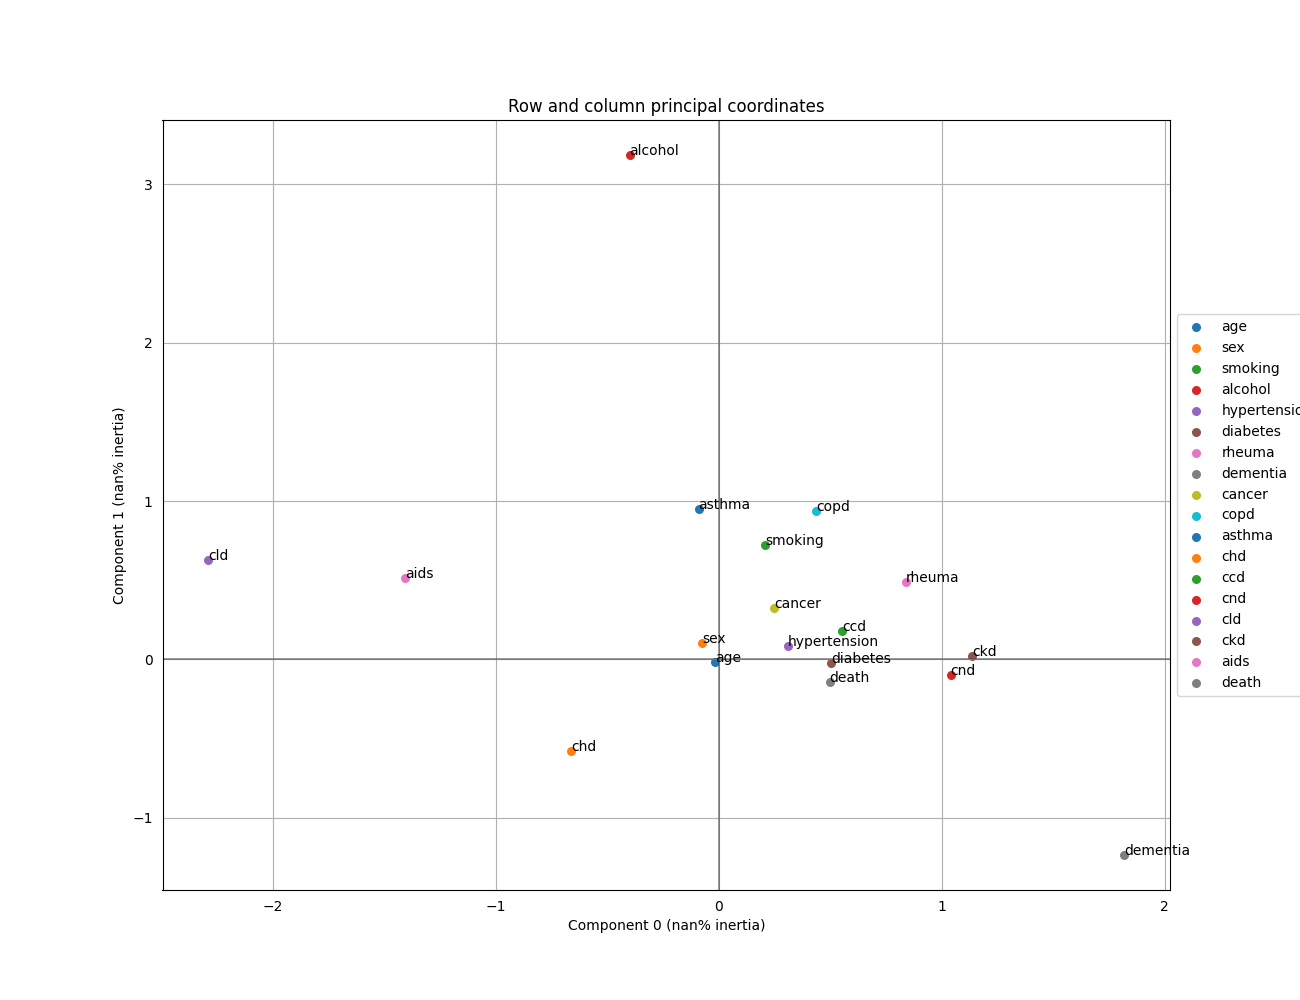 Row and column principal coordinates
alcohol
asthma
copd
smoking
cld
aids
rheuma
cancer
ccd
sex
hypertension
age
diabetes
ckd
cnd
death
chd
dementia
3
2
1
0
−1
−2
−1
0
1
2
Component 0 (nan% inertia)
Component 1 (nan% inertia)
age
sex
smoking
alcohol
hypertensio
diabetes
rheuma
dementia
cancer
copd
asthma
chd
ccd
cnd
cld
ckd
aids
death